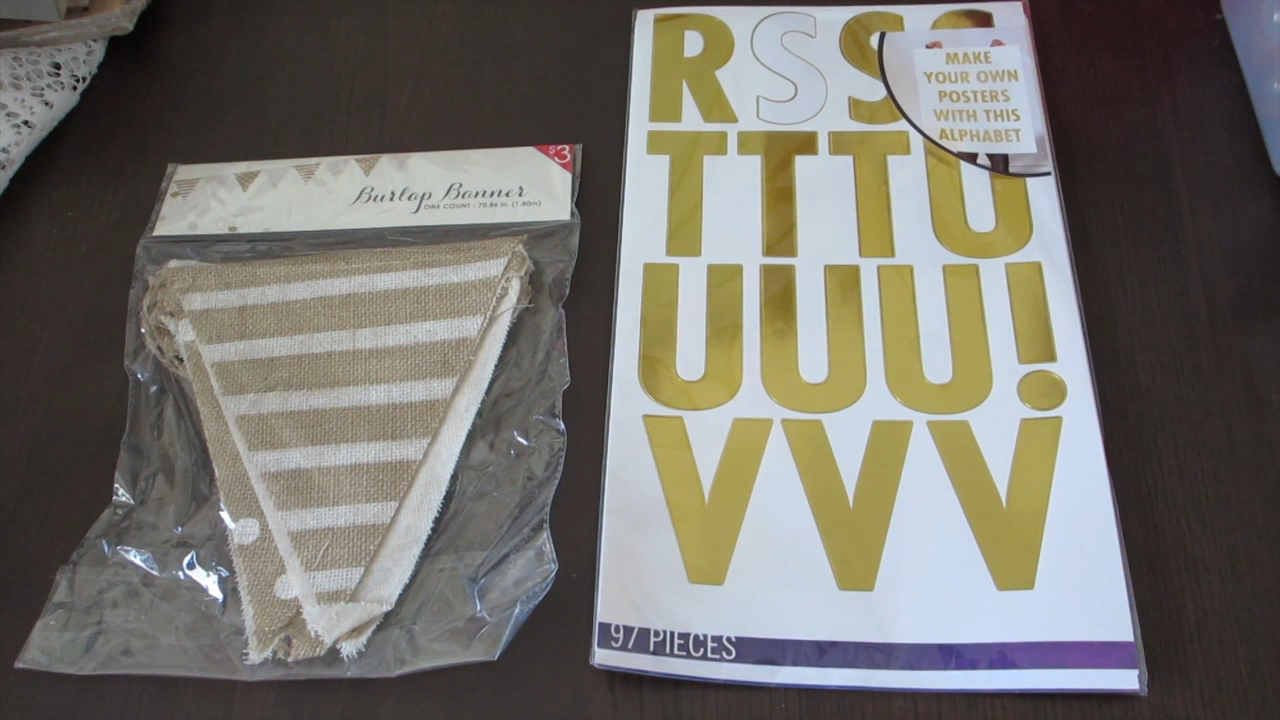 $3
Burlap Banner
ONE COUNT - 70.86 in. (1.80m)
RSSS
TTTU
UUU!
VVV
MAKE
YOUR OWN
POSTERS
WITH THIS
ALPHABET
97 PIECES